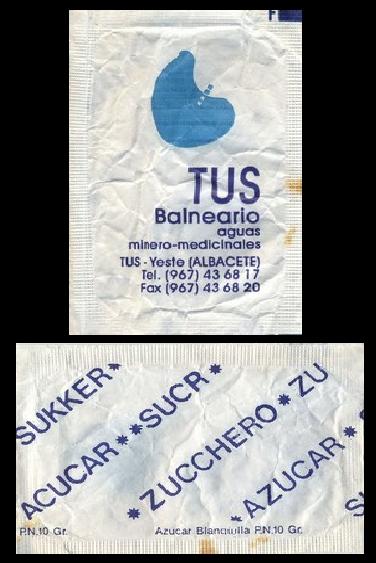 F
TUS
Balneario
aguas
minero-medicinales
TUS - Yeste (ALBACETE)
Tel. (967) 43 68 17
Fax (967) 43 68 20
SUKKER*
ACUCAR**SUCR*
*ZUCCHERO*ZU
*AZUCAR*S
S
P.N.10 Gr.
Azucar Blanquilla P.N.10 Gr.